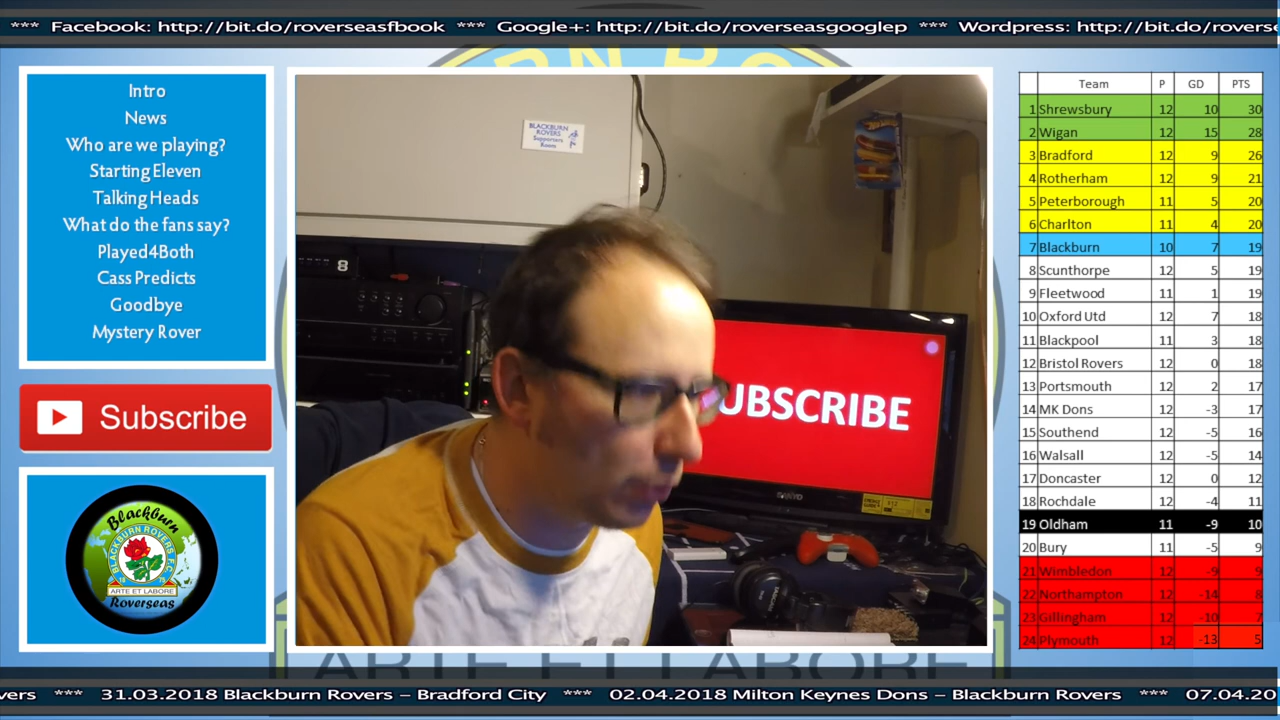 *** Facebook: http://bit.do/roverseasfbook *** Google+: http://bit.do/roverseasgooglep *** Wordpress: http://bit.do/roverse
Intro
News
Who are we playing?
Starting Eleven
Talking Heads
What do the fans say?
Played4Both
Cass Predicts
Goodbye
Mystery Rover
Subscribe
Blackburn
BLACKBURN ROVERS F.C.
1875
ARTE ET LABORE
Roverseas
BLACKBURN
ROVERS
Supporters
8
UBSCRIBE
SANYO
Team P GD PTS
1 Shrewsbury 12 10 30
2 Wigan 12 15 28
3 Bradford 12 9 26
4 Rotherham 12 9 21
5 Peterborough 11 5 20
6 Charlton 11 4 20
7 Blackburn 10 7 19
8 Scunthorpe 12 5 19
9 Fleetwood 11 1 19
10 Oxford Utd 12 7 18
11 Blackpool 11 3 18
12 Bristol Rovers 12 0 18
13 Portsmouth 12 2 17
14 MK Dons 12 -3 17
15 Southend 12 -5 16
16 Walsall 12 -5 14
17 Doncaster 12 0 12
18 Rochdale 12 -4 11
19 Oldham 11 -9 10
20 Bury 11 -5 9
21 Wimbledon 12 -9 9
22 Northampton 12 -14 8
23 Gillingham 12 -10 7
24 Plymouth 12 -13 5
ARTE ET LABORE
vers *** 31.03.2018 Blackburn Rovers – Bradford City *** 02.04.2018 Milton Keynes Dons – Blackburn Rovers *** 07.04.20